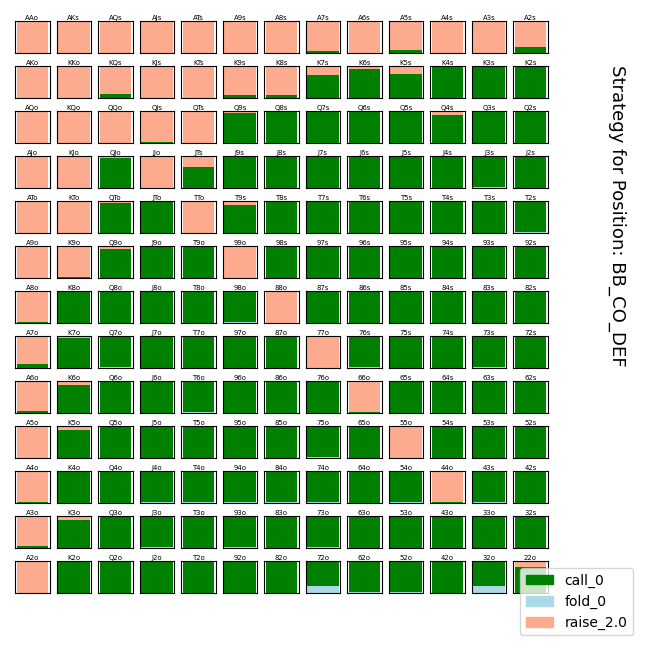 AAo AKs AQs AJs ATs A9s A8s A7s A6s A5s A4s A3s A2s
AKo KKo KQs KJs KTs K9s K8s K7s K6s K5s K4s K3s K2s
AQo KQo QQo QJs QTs Q9s Q8s Q7s Q6s Q5s Q4s Q3s Q2s
AJo KJo QJo JJo JTs J9s J8s J7s J6s J5s J4s J3s J2s
ATo KTo QTo JTo TTo T9s T8s T7s T6s T5s T4s T3s T2s
A9o K9o Q9o J9o T9o 99o 98s 97s 96s 95s 94s 93s 92s
A8o K8o Q8o J8o T8o 98o 88o 87s 86s 85s 84s 83s 82s
A7o K7o Q7o J7o T7o 97o 87o 77o 76s 75s 74s 73s 72s
A6o K6o Q6o J6o T6o 96o 86o 76o 66o 65s 64s 63s 62s
A5o K5o Q5o J5o T5o 95o 85o 75o 65o 55o 54s 53s 52s
A4o K4o Q4o J4o T4o 94o 84o 74o 64o 54o 44o 43s 42s
A3o K3o Q3o J3o T3o 93o 83o 73o 63o 53o 43o 33o 32s
A2o K2o Q2o J2o T2o 92o 82o 72o 62o 52o 42o 32o 22o
Strategy for Position: BB_CO_DEF
call_0
fold_0
raise_2.0